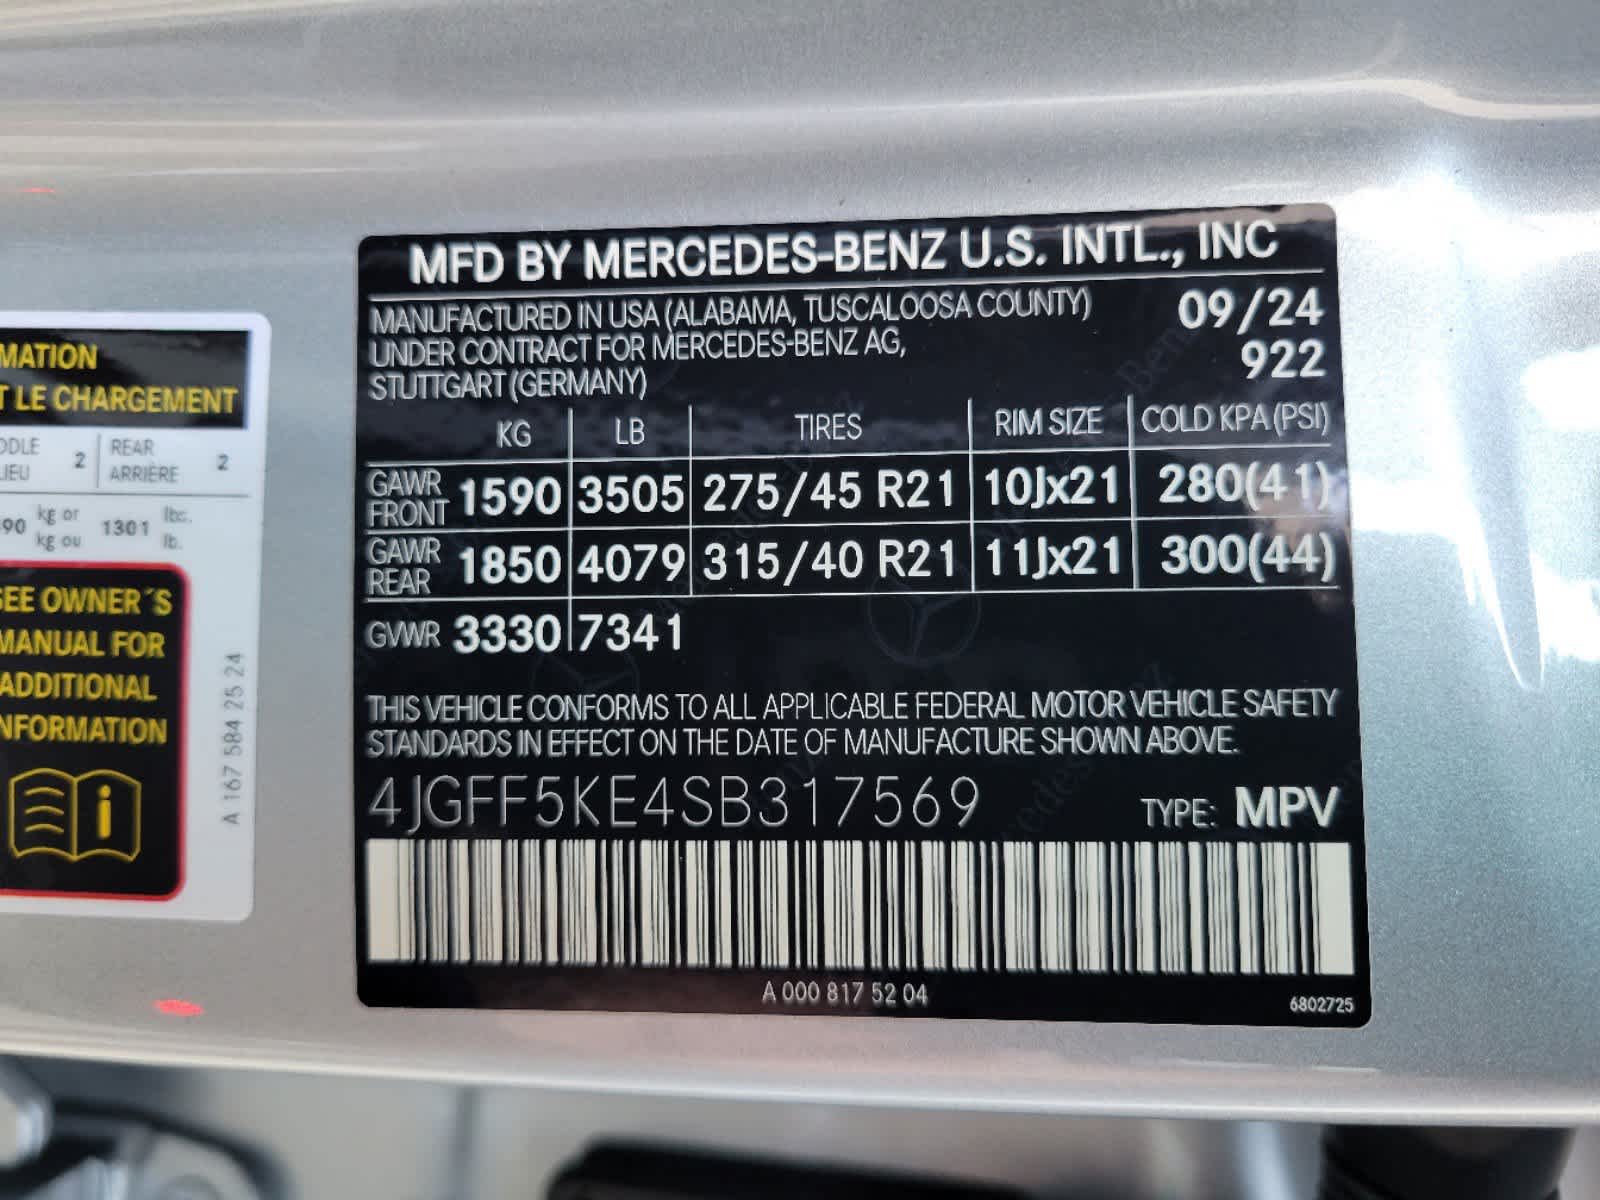 MATION
T LE CHARGEMENT
2 REAR 2
ARRIÈRE
90 kg or 1301 lbs.
kg ou lb.
SEE OWNER´S
MANUAL FOR
ADDITIONAL
INFORMATION
A 167 584 25 24
MFD BY MERCEDES-BENZ U.S. INTL., INC
MANUFACTURED IN USA (ALABAMA, TUSCALOOSA COUNTY) 09/24
UNDER CONTRACT FOR MERCEDES-BENZ AG, 922
STUTTGART (GERMANY)
KG LB TIRES RIM SIZE COLD KPA (PSI)
GAWR FRONT 1590 3505 275/45 R21 10Jx21 280(41)
GAWR REAR 1850 4079 315/40 R21 11Jx21 300(44)
GVWR 3330 7341
THIS VEHICLE CONFORMS TO ALL APPLICABLE FEDERAL MOTOR VEHICLE SAFETY
STANDARDS IN EFFECT ON THE DATE OF MANUFACTURE SHOWN ABOVE.
4JGFF5KE4SB317569 TYPE: MPV
A 000 817 52 04
6802725